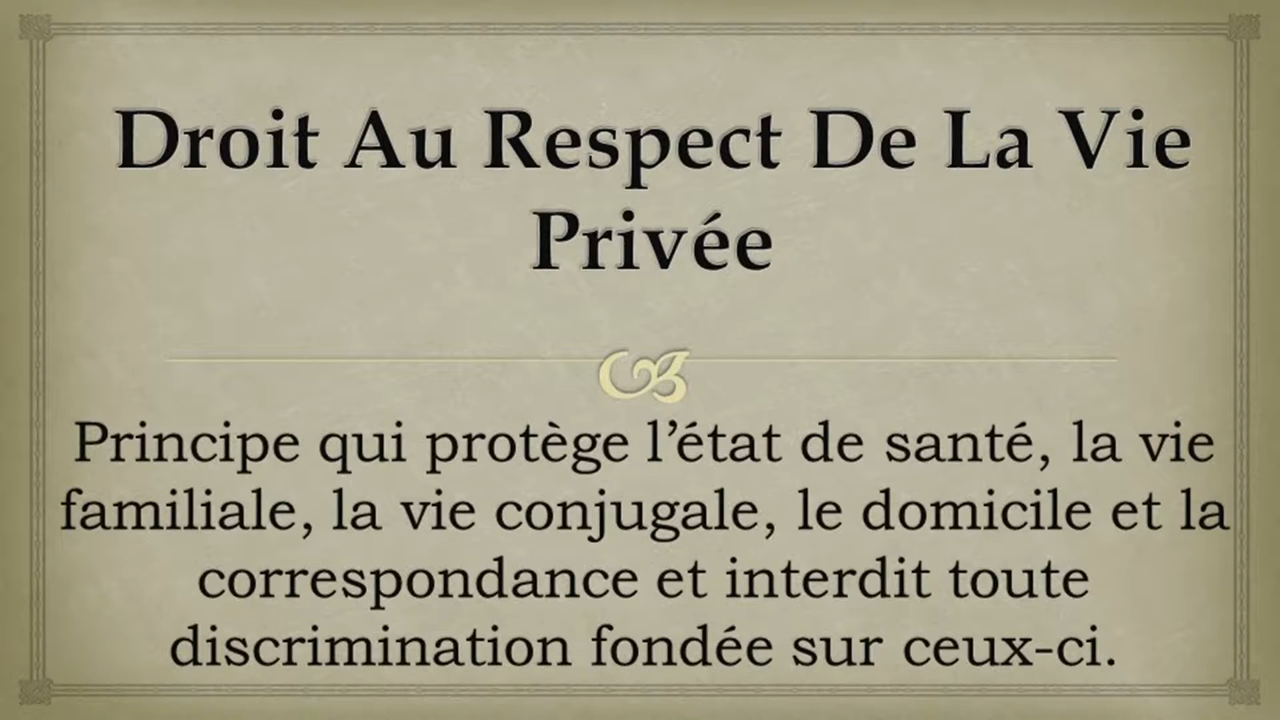 Droit Au Respect De La Vie
Privée
Principe qui protège l’état de santé, la vie
familiale, la vie conjugale, le domicile et la
correspondance et interdit toute
discrimination fondée sur ceux-ci.